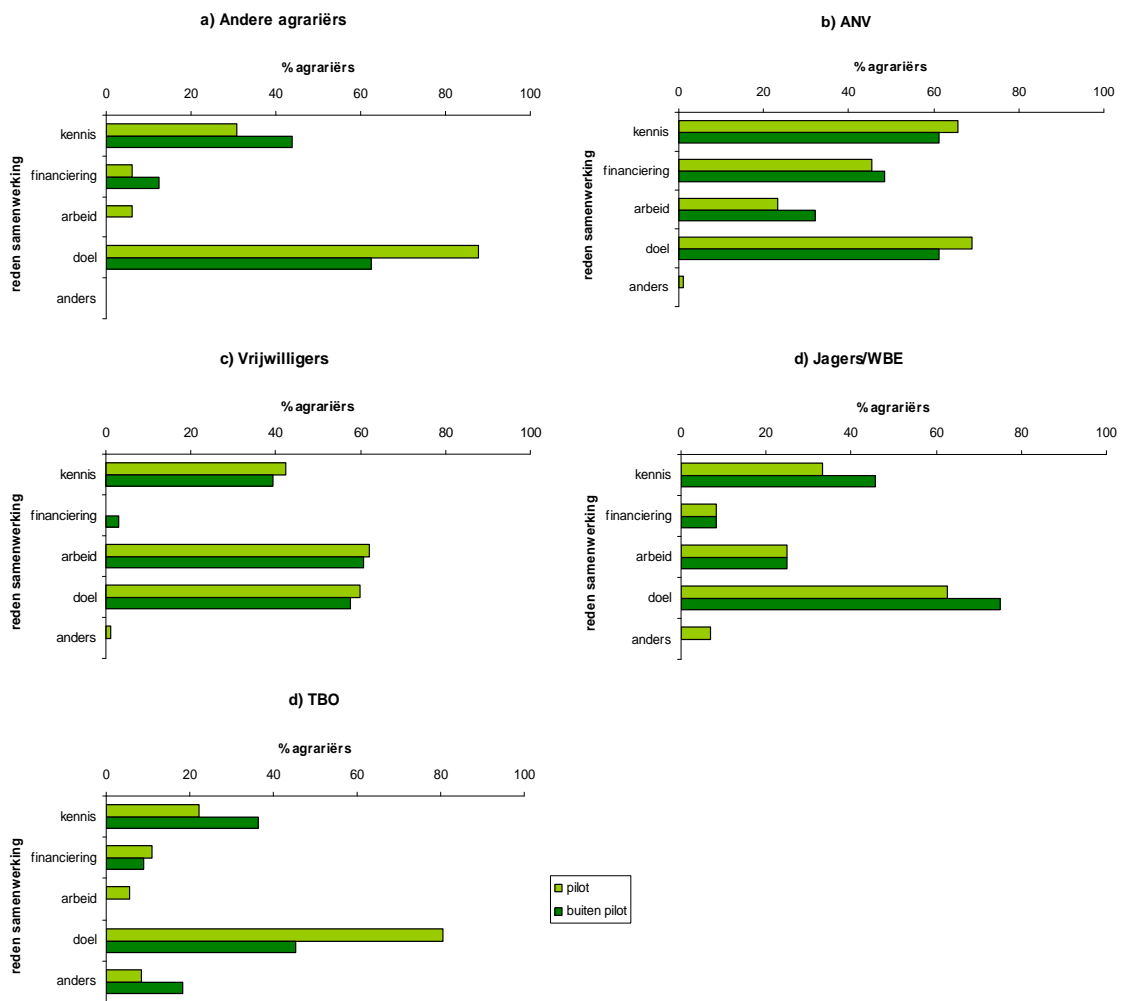 a) Andere agrariërs
% agrariërs
0 20 40 60 80 100
reden samenwerking
kennis
financiering
arbeid
doel
anders
b) ANV
% agrariërs
0 20 40 60 80 100
reden samenwerking
kennis
financiering
arbeid
doel
anders
c) Vrijwilligers
% agrariërs
0 20 40 60 80 100
reden samenwerking
kennis
financiering
arbeid
doel
anders
d) Jagers/WBE
% agrariërs
0 20 40 60 80 100
reden samenwerking
kennis
financiering
arbeid
doel
anders
d) TBO
% agrariërs
0 20 40 60 80 100
reden samenwerking
kennis
financiering
arbeid
doel
anders
pilot
buiten pilot